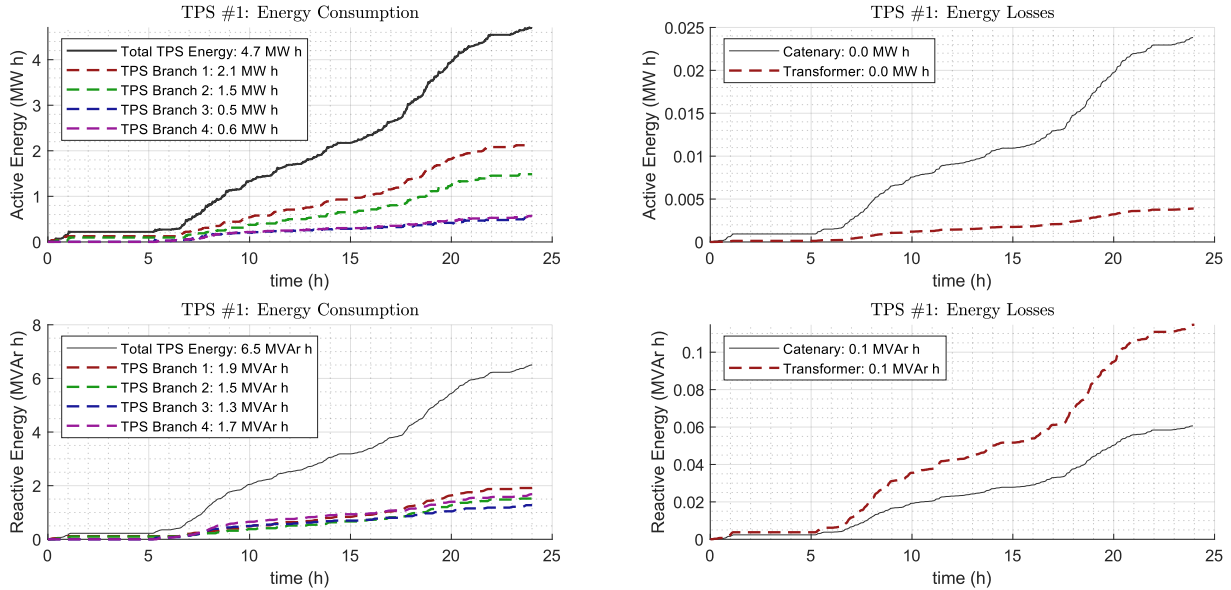 TPS #1: Energy Consumption
Active Energy (MW h)
4
3
2
1
0
Total TPS Energy: 4.7 MW h
TPS Branch 1: 2.1 MW h
TPS Branch 2: 1.5 MW h
TPS Branch 3: 0.5 MW h
TPS Branch 4: 0.6 MW h
0 5 10 15 20 25
time (h)
TPS #1: Energy Losses
Active Energy (MW h)
0.025
0.02
0.015
0.01
0.005
0
Catenary: 0.0 MW h
Transformer: 0.0 MW h
0 5 10 15 20 25
time (h)
TPS #1: Energy Consumption
Reactive Energy (MVAr h)
8
6
4
2
0
Total TPS Energy: 6.5 MVAr h
TPS Branch 1: 1.9 MVAr h
TPS Branch 2: 1.5 MVAr h
TPS Branch 3: 1.3 MVAr h
TPS Branch 4: 1.7 MVAr h
0 5 10 15 20 25
time (h)
TPS #1: Energy Losses
Reactive Energy (MVAr h)
0.1
0.08
0.06
0.04
0.02
0
Catenary: 0.1 MVAr h
Transformer: 0.1 MVAr h
0 5 10 15 20 25
time (h)